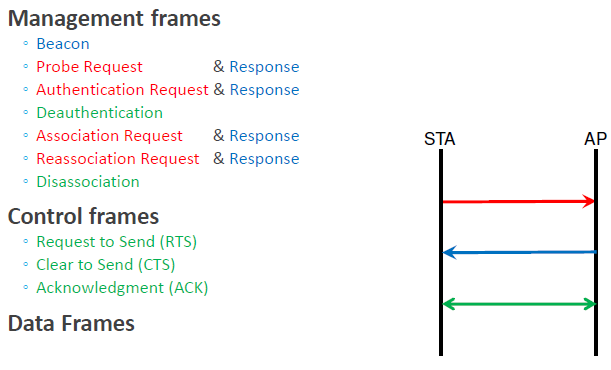 Management frames
◦ Beacon
◦ Probe Request & Response
◦ Authentication Request & Response
◦ Deauthentication
◦ Association Request & Response
◦ Reassociation Request & Response
◦ Disassociation
Control frames
◦ Request to Send (RTS)
◦ Clear to Send (CTS)
◦ Acknowledgment (ACK)
Data Frames
STA AP